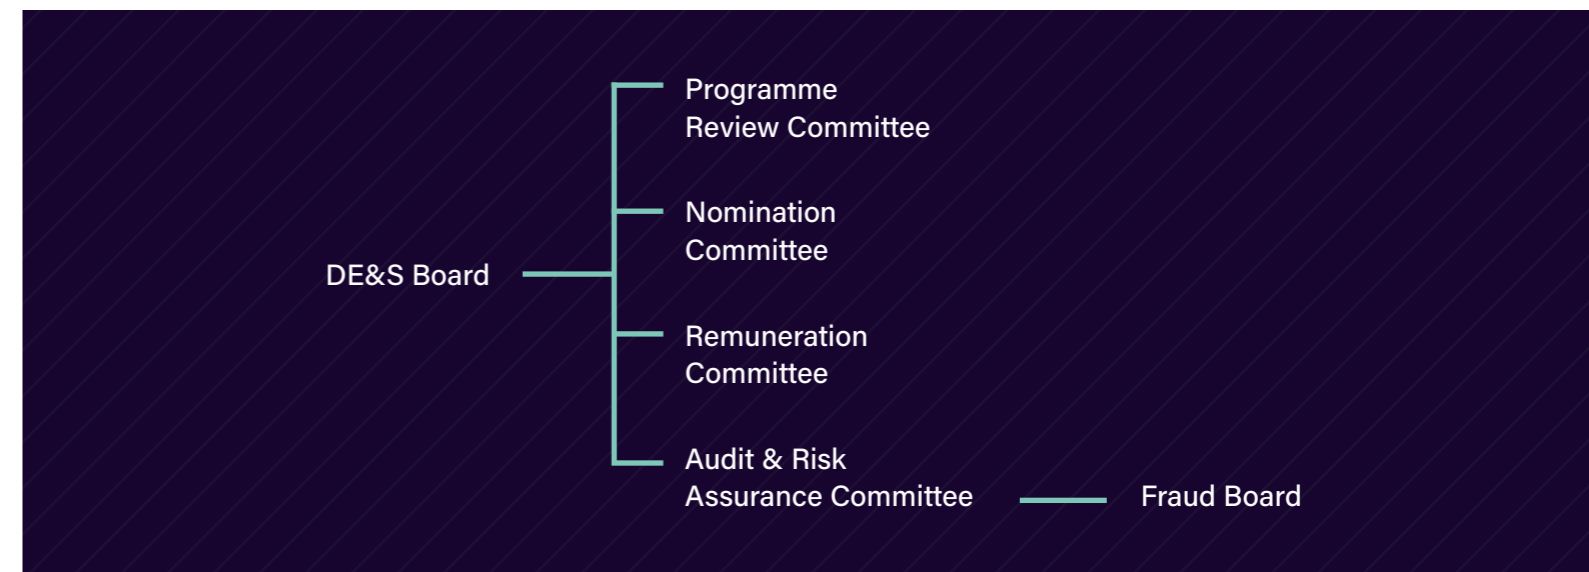 Programme
Review Committee
Nomination
Committee
DE&S Board
Remuneration
Committee
Audit & Risk
Assurance Committee
Fraud Board